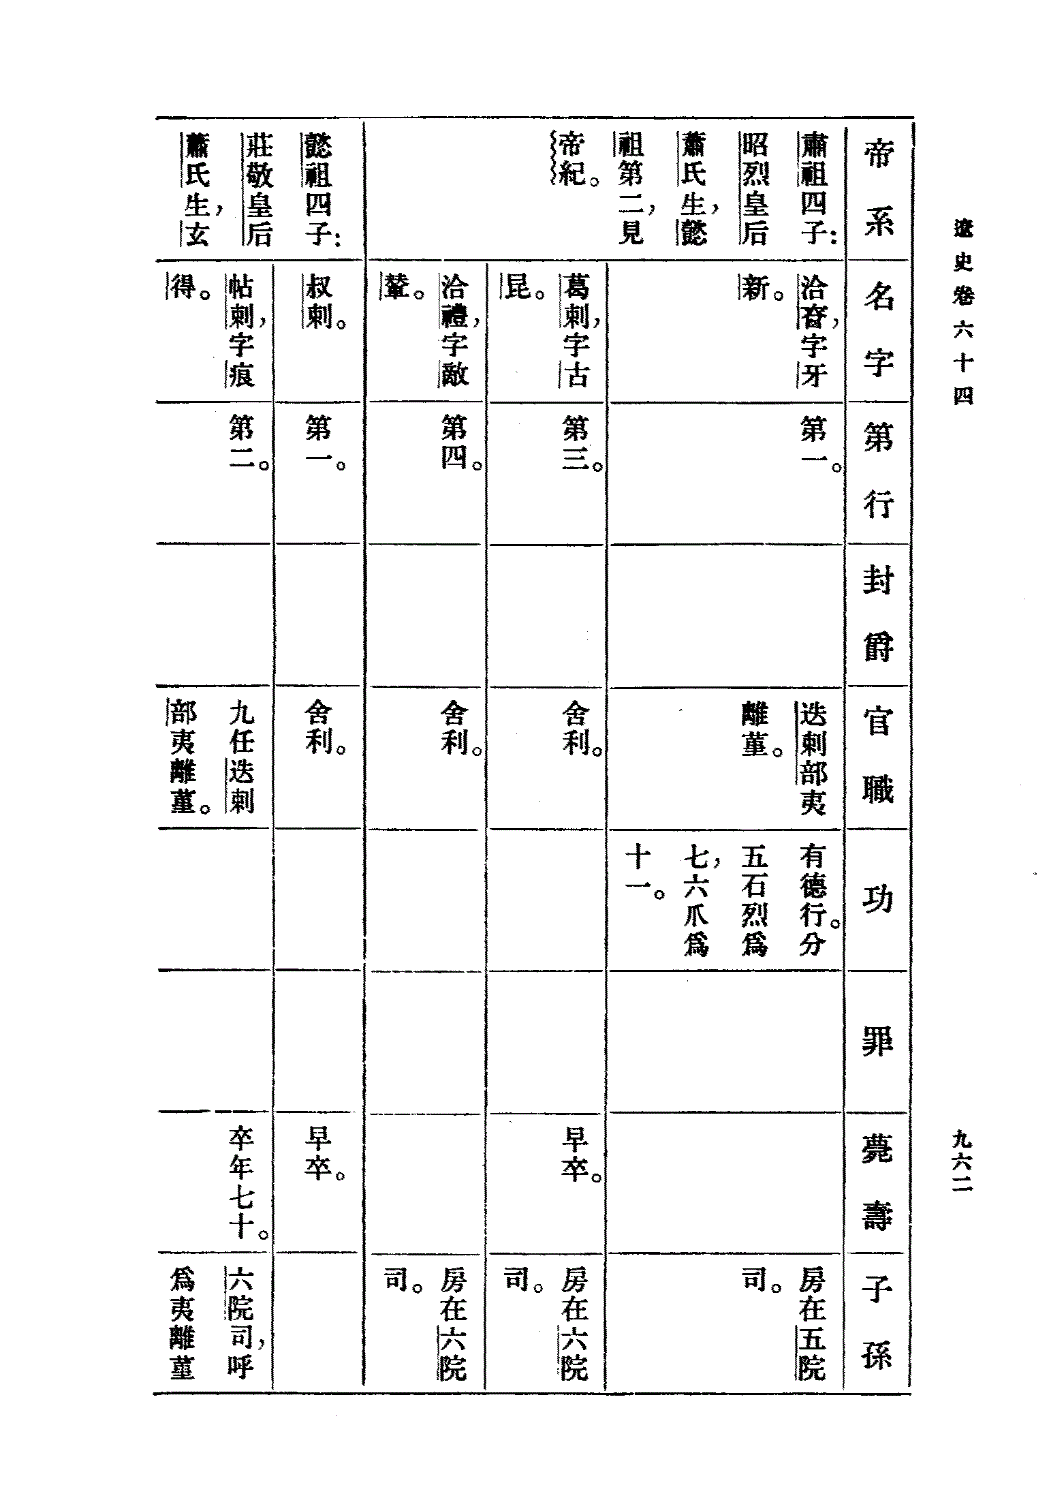 遼史卷六十四
九六二
帝系
名字
第行
封爵
官職
功
罪
薨壽
子孫
肅祖四子：
昭烈皇后
蕭氏生，懿
祖第二，見
帝紀。
洽昚，字牙
新。
第一。
迭剌部夷
離菫。
有德行。分
五石烈爲
七，六爪爲
十一。
房在五院
司。
葛剌，字古
昆。
第三。
舍利。
早卒。
房在六院
司。
洽禮，字敵
輦。
第四。
舍利。
房在六院
司。
懿祖四子：
莊敬皇后
蕭氏生，玄
叔剌。
第一。
舍利。
早卒。
帖剌，字痕
得。
第二。
九任迭剌
部夷離菫。
卒年七十。
六院司，呼
爲夷離菫